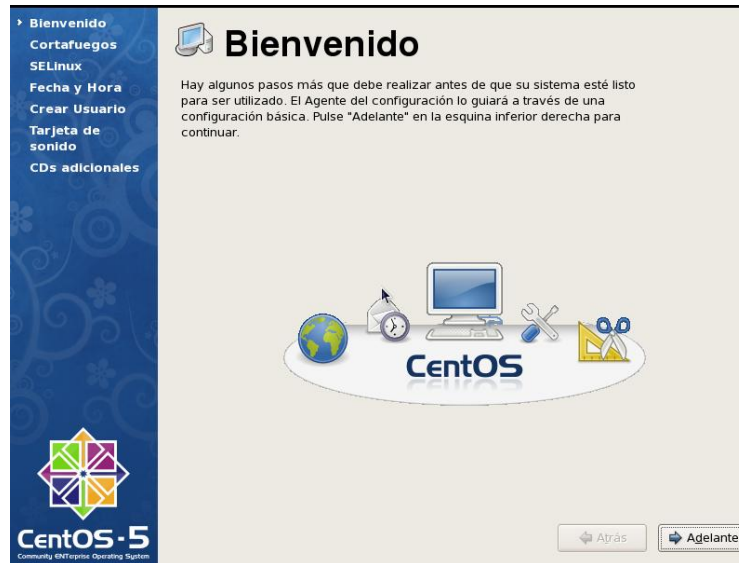 Bienvenido
Cortafuegos
SELinux
Fecha y Hora
Crear Usuario
Tarjeta de
sonido
CDs adicionales
Bienvenido
Hay algunos pasos más que debe realizar antes de que su sistema esté listo
para ser utilizado. El Agente del configuración lo guiará a través de una
configuración básica. Pulse "Adelante" en la esquina inferior derecha para
continuar.
CentOS
CentOS-5
Community ENTerprise Operating System
Atrás
Adelante